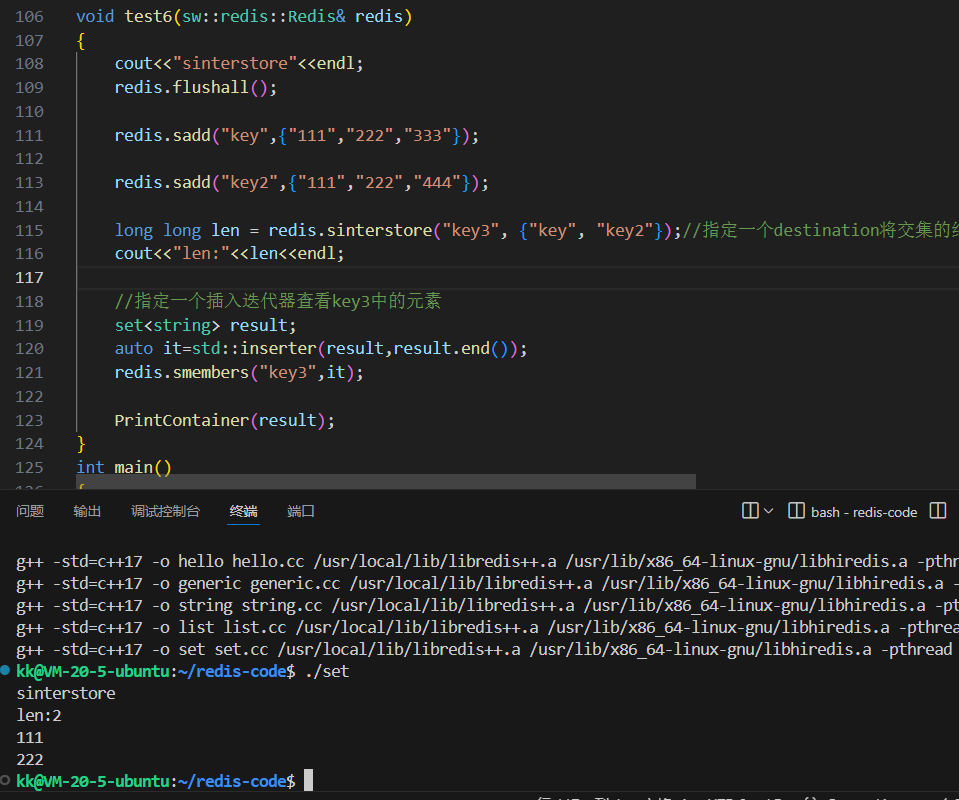 106 void test6(sw::redis::Redis& redis)
107 {
108 cout<<"sinterstore"<<endl;
109 redis.flushall();
110
111 redis.sadd("key",{"111","222","333"});
112
113 redis.sadd("key2",{"111","222","444"});
114
115 long long len = redis.sinterstore("key3", {"key", "key2"});//指定一个destination将交集的
116 cout<<"len:"<<len<<endl;
117
118 //指定一个插入迭代器查看key3中的元素
119 set<string> result;
120 auto it=std::inserter(result,result.end());
121 redis.smembers("key3",it);
122
123 PrintContainer(result);
124 }
125 int main()
问题 输出 调试控制台 终端 端口 bash - redis-code
g++ -std=c++17 -o hello hello.cc /usr/local/lib/libredis++.a /usr/lib/x86_64-linux-gnu/libhiredis.a -pthr
g++ -std=c++17 -o generic generic.cc /usr/local/lib/libredis++.a /usr/lib/x86_64-linux-gnu/libhiredis.a -
g++ -std=c++17 -o string string.cc /usr/local/lib/libredis++.a /usr/lib/x86_64-linux-gnu/libhiredis.a -pt
g++ -std=c++17 -o list list.cc /usr/local/lib/libredis++.a /usr/lib/x86_64-linux-gnu/libhiredis.a -pthrea
g++ -std=c++17 -o set set.cc /usr/local/lib/libredis++.a /usr/lib/x86_64-linux-gnu/libhiredis.a -pthread
kk@VM-20-5-ubuntu:~/redis-code$ ./set
sinterstore
len:2
111
222
kk@VM-20-5-ubuntu:~/redis-code$